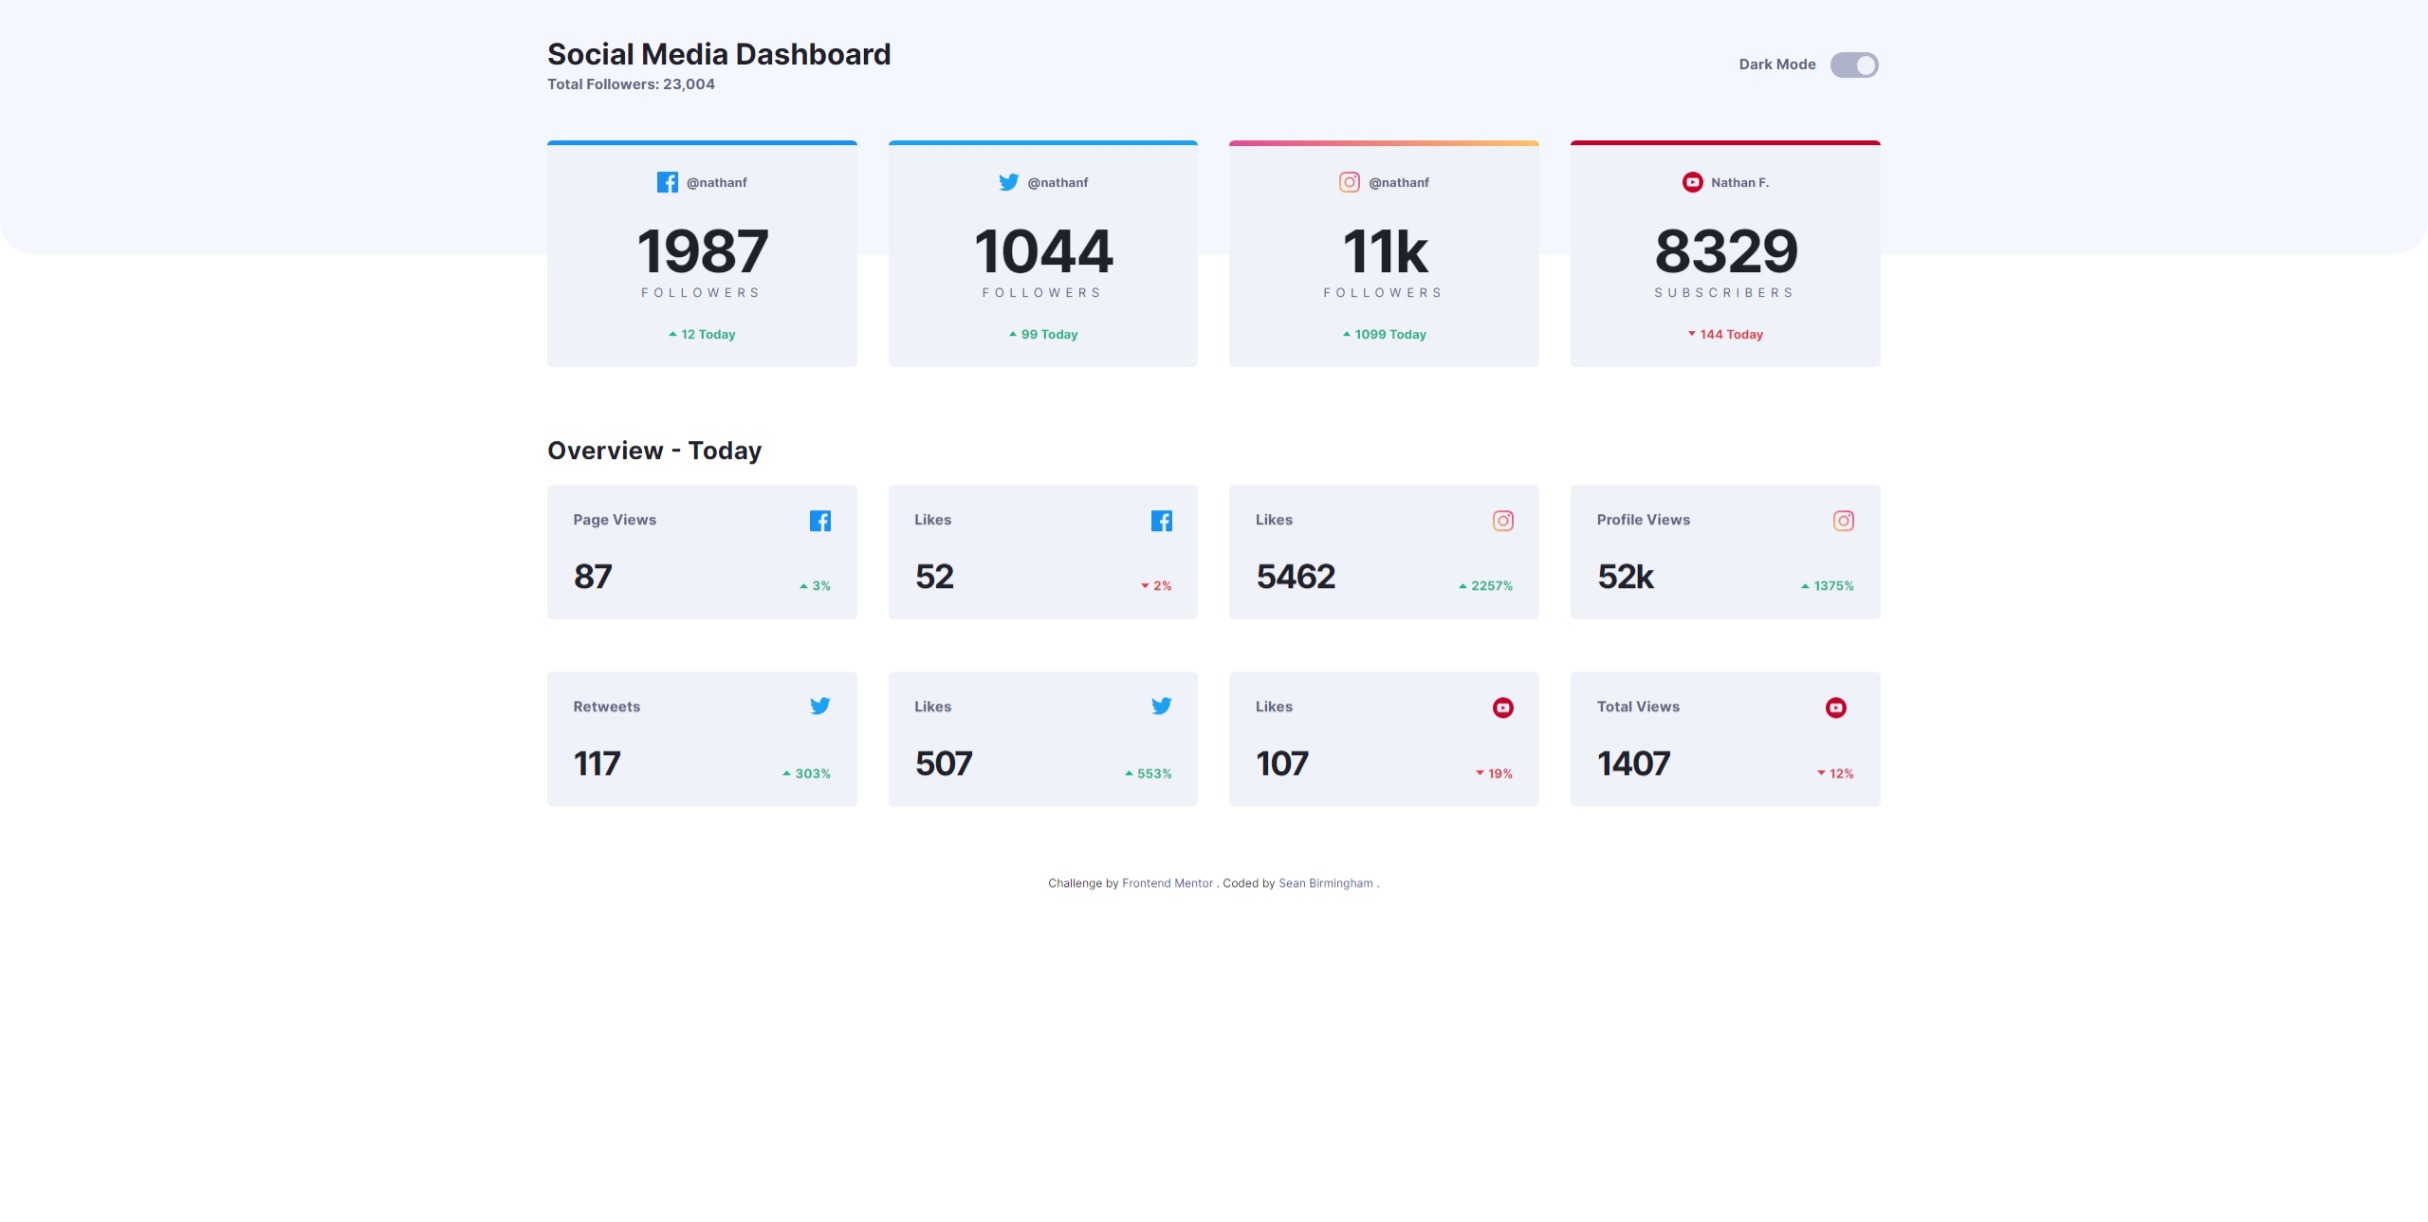 Social Media Dashboard
Total Followers: 23,004
Dark Mode
@nathanf
1987
FOLLOWERS
12 Today
@nathanf
1044
FOLLOWERS
99 Today
@nathanf
11k
FOLLOWERS
1099 Today
Nathan F.
8329
SUBSCRIBERS
144 Today
Overview - Today
Page Views
87
3%
Likes
52
2%
Likes
5462
2257%
Profile Views
52k
1375%
Retweets
117
303%
Likes
507
553%
Likes
107
19%
Total Views
1407
12%
Challenge by Frontend Mentor . Coded by Sean Birmingham .